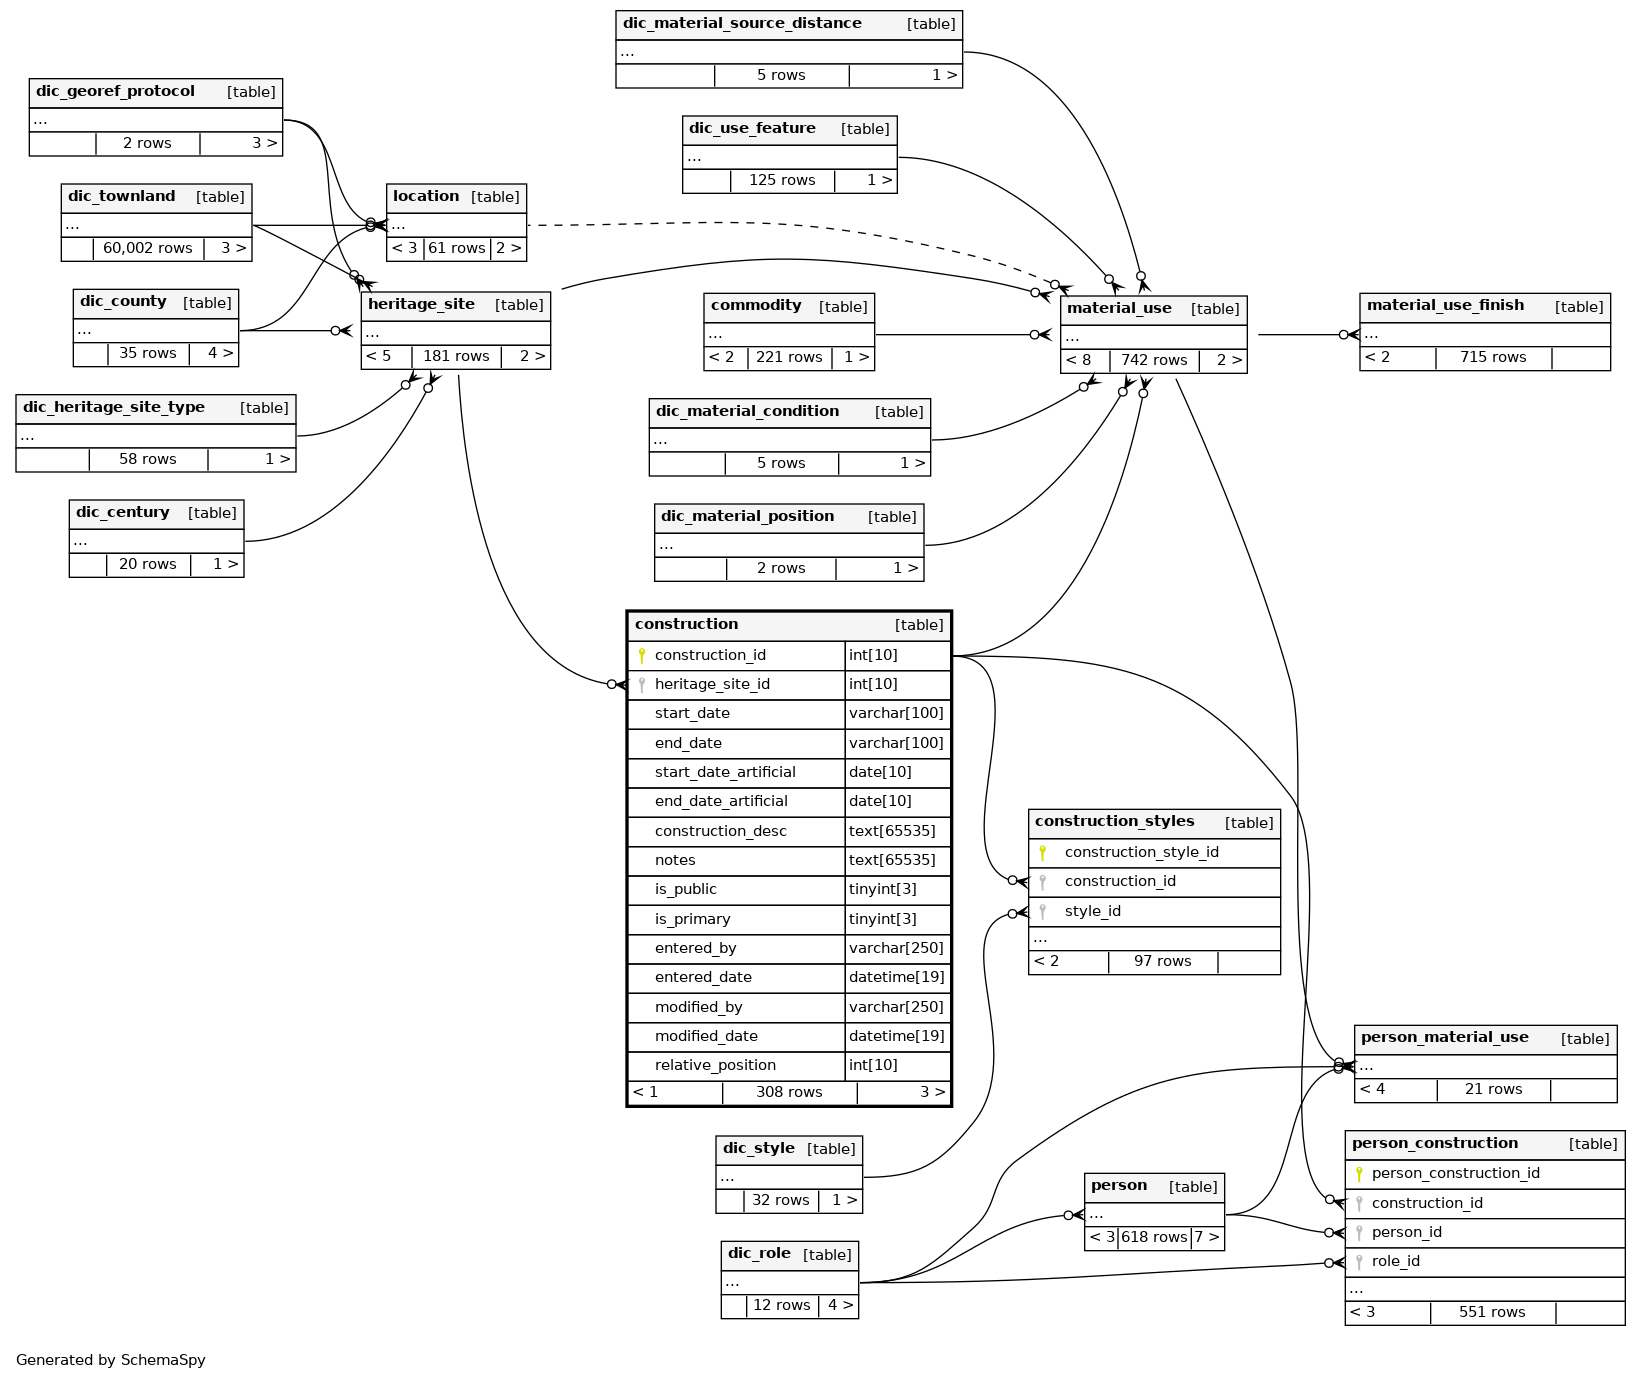 dic_material_source_distance [table]
...
5 rows 1 >
dic_georef_protocol [table]
...
2 rows 3 >
dic_use_feature [table]
...
125 rows 1 >
dic_townland [table]
...
60,002 rows 3 >
location [table]
...
< 3 61 rows 2 >
dic_county [table]
...
35 rows 4 >
heritage_site [table]
...
< 5 181 rows 2 >
commodity [table]
...
< 2 221 rows 1 >
material_use [table]
...
< 8 742 rows 2 >
material_use_finish [table]
...
< 2 715 rows
dic_heritage_site_type [table]
...
58 rows 1 >
dic_material_condition [table]
...
5 rows 1 >
dic_century [table]
...
20 rows 1 >
dic_material_position [table]
...
2 rows 1 >
construction [table]
construction_id int[10]
heritage_site_id int[10]
start_date varchar[100]
end_date varchar[100]
start_date_artificial date[10]
end_date_artificial date[10]
construction_desc text[65535]
notes text[65535]
is_public tinyint[3]
is_primary tinyint[3]
entered_by varchar[250]
entered_date datetime[19]
modified_by varchar[250]
modified_date datetime[19]
relative_position int[10]
< 1 308 rows 3 >
construction_styles [table]
construction_style_id
construction_id
style_id
...
< 2 97 rows
person_material_use [table]
...
< 4 21 rows
dic_style [table]
...
32 rows 1 >
person [table]
...
< 3 618 rows 7 >
person_construction [table]
person_construction_id
construction_id
person_id
role_id
...
< 3 551 rows
dic_role [table]
...
12 rows 4 >
Generated by SchemaSpy